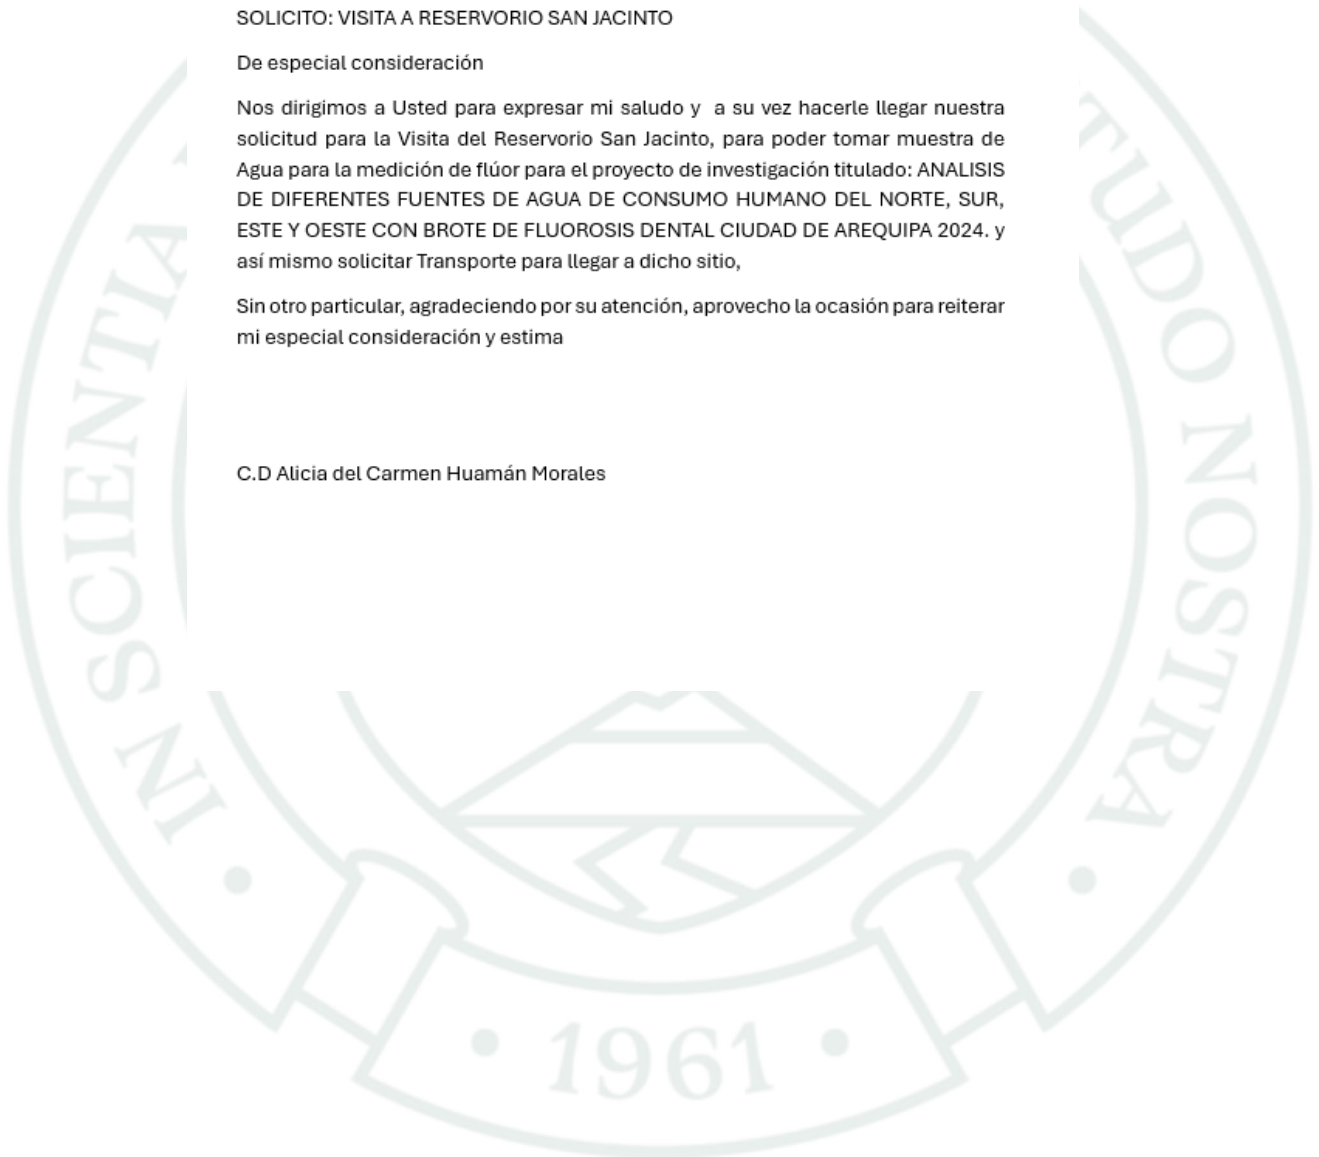 SOLICITO: VISITA A RESERVORIO SAN JACINTO
De especial consideración
Nos dirigimos a Usted para expresar mi saludo y  a su vez hacerle llegar nuestra
solicitud para la Visita del Reservorio San Jacinto, para poder tomar muestra de
Agua para la medición de flúor para el proyecto de investigación titulado: ANALISIS
DE DIFERENTES FUENTES DE AGUA DE CONSUMO HUMANO DEL NORTE, SUR,
ESTE Y OESTE CON BROTE DE FLUOROSIS DENTAL CIUDAD DE AREQUIPA 2024. y
así mismo solicitar Transporte para llegar a dicho sitio,
Sin otro particular, agradeciendo por su atención, aprovecho la ocasión para reiterar
mi especial consideración y estima
C.D Alicia del Carmen Huamán Morales
IN SCIENTIA
TUDO NOSTRA
• 1961 •